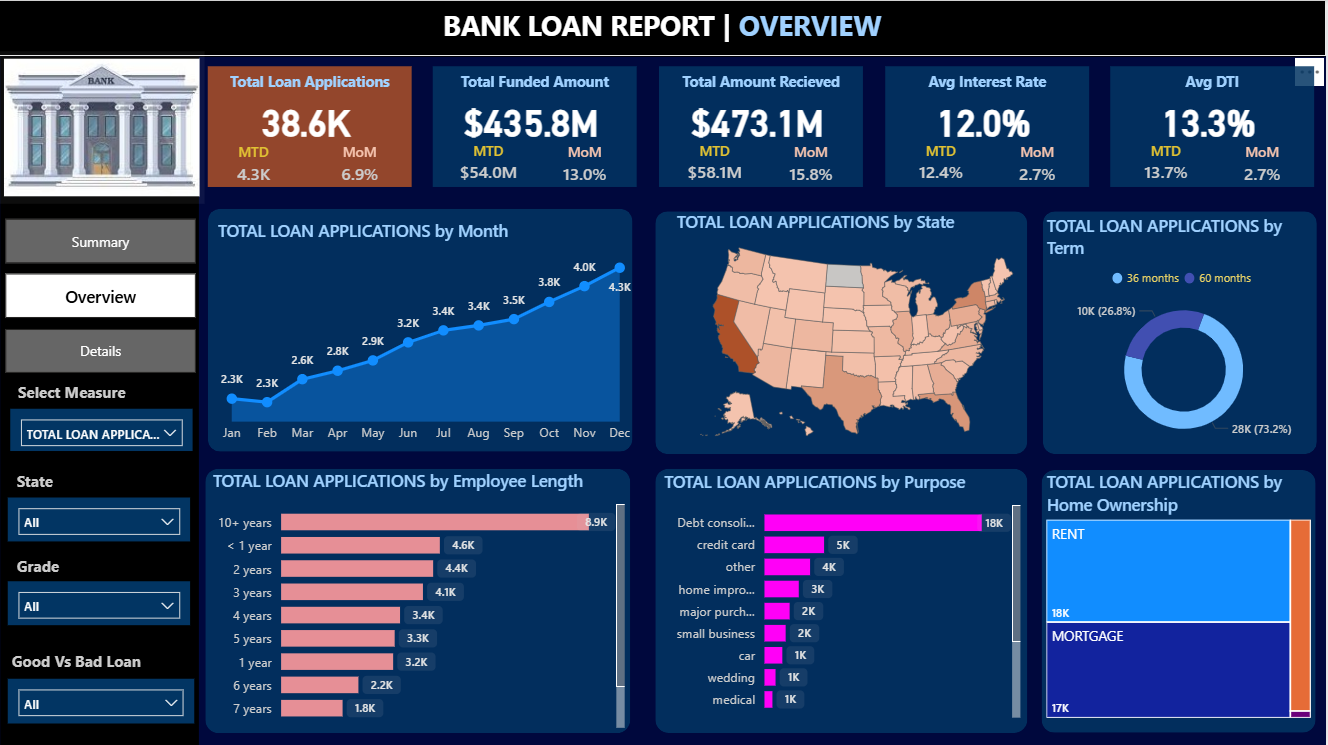 BANK LOAN REPORT | OVERVIEW
BANK
Total Loan Applications
38.6K
MTD MoM
4.3K 6.9%
Total Funded Amount
$435.8M
MTD MoM
$54.0M 13.0%
Total Amount Recieved
$473.1M
MTD MoM
$58.1M 15.8%
Avg Interest Rate
12.0%
MTD MoM
12.4% 2.7%
Avg DTI
13.3%
MTD MoM
13.7% 2.7%
Summary
Overview
Details
Select Measure
TOTAL LOAN APPLICA...
State
All
Grade
All
Good Vs Bad Loan
All
TOTAL LOAN APPLICATIONS by Month
2.3K 2.3K 2.6K 2.8K 2.9K 3.2K 3.4K 3.4K 3.5K 3.8K 4.0K 4.3K
Jan Feb Mar Apr May Jun Jul Aug Sep Oct Nov Dec
TOTAL LOAN APPLICATIONS by State
TOTAL LOAN APPLICATIONS by
Term
36 months 60 months
10K (26.8%)
28K (73.2%)
TOTAL LOAN APPLICATIONS by Employee Length
10+ years 8.9K
< 1 year 4.6K
2 years 4.4K
3 years 4.1K
4 years 3.4K
5 years 3.3K
1 year 3.2K
6 years 2.2K
7 years 1.8K
TOTAL LOAN APPLICATIONS by Purpose
Debt consoli... 18K
credit card 5K
other 4K
home impro... 3K
major purch... 2K
small business 2K
car 1K
wedding 1K
medical 1K
TOTAL LOAN APPLICATIONS by
Home Ownership
RENT
18K
MORTGAGE
17K